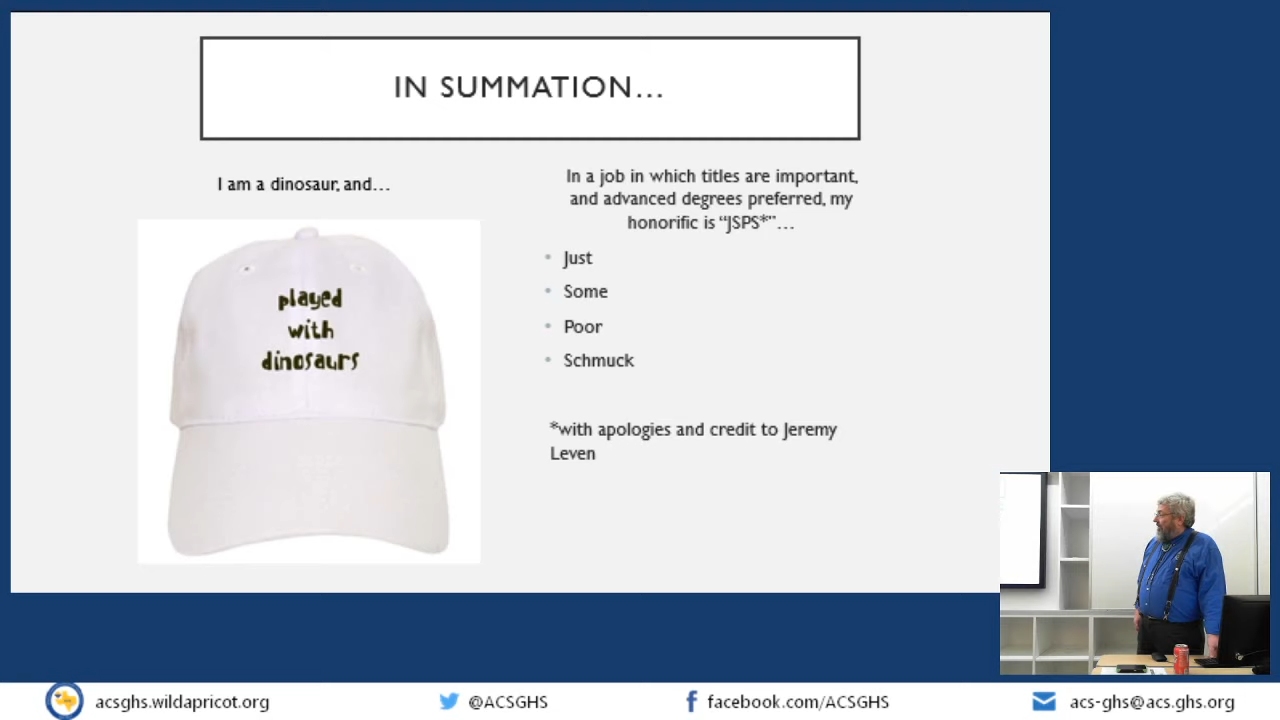 IN SUMMATION...
I am a dinosaur, and...
played
with
dinosaurs
In a job in which titles are important,
and advanced degrees preferred, my
honorific is “JSPS*”...
• Just
• Some
• Poor
• Schmuck
*with apologies and credit to Jeremy
Leven
acsghs.wildapricot.org
@ACSGHS
facebook.com/ACSGHS
acs-ghs@acs.ghs.org